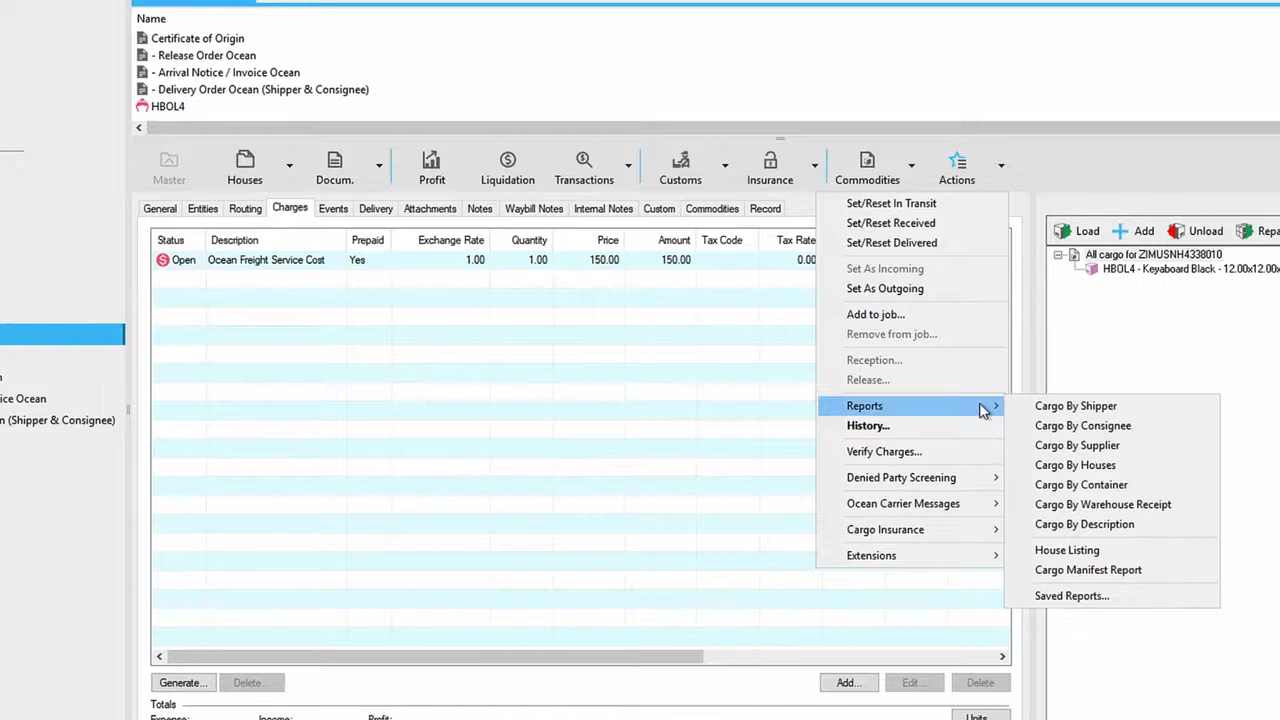 Name
Certificate of Origin
- Release Order Ocean
- Arrival Notice / Invoice Ocean
- Delivery Order Ocean (Shipper & Consignee)
HBOL4
Master
Houses
Docum.
Profit
Liquidation
Transactions
Customs
Insurance
Commodities
Actions
General
Entities
Routing
Charges
Events
Delivery
Attachments
Notes
Waybill Notes
Internal Notes
Custom
Commodities
Record
Status Description Prepaid Exchange Rate Quantity Price Amount Tax Code Tax Rate
Open Ocean Freight Service Cost Yes 1.00 1.00 150.00 150.00 0.00
Set/Reset In Transit
Set/Reset Received
Set/Reset Delivered
Set As Incoming
Set As Outgoing
Add to job...
Remove from job...
Reception...
Release...
Reports
History...
Verify Charges...
Denied Party Screening
Ocean Carrier Messages
Cargo Insurance
Extensions
Cargo By Shipper
Cargo By Consignee
Cargo By Supplier
Cargo By Houses
Cargo By Container
Cargo By Warehouse Receipt
Cargo By Description
House Listing
Cargo Manifest Report
Saved Reports...
Load Add Unload Repa
All cargo for ZIMUSNH4338010
HBOL4 - Keyaboard Black - 12.00x12.00x
ice Ocean
n (Shipper & Consignee)
Generate... Delete... Add... Edit... Delete
Totals
Expense: Income: Profit:
Units